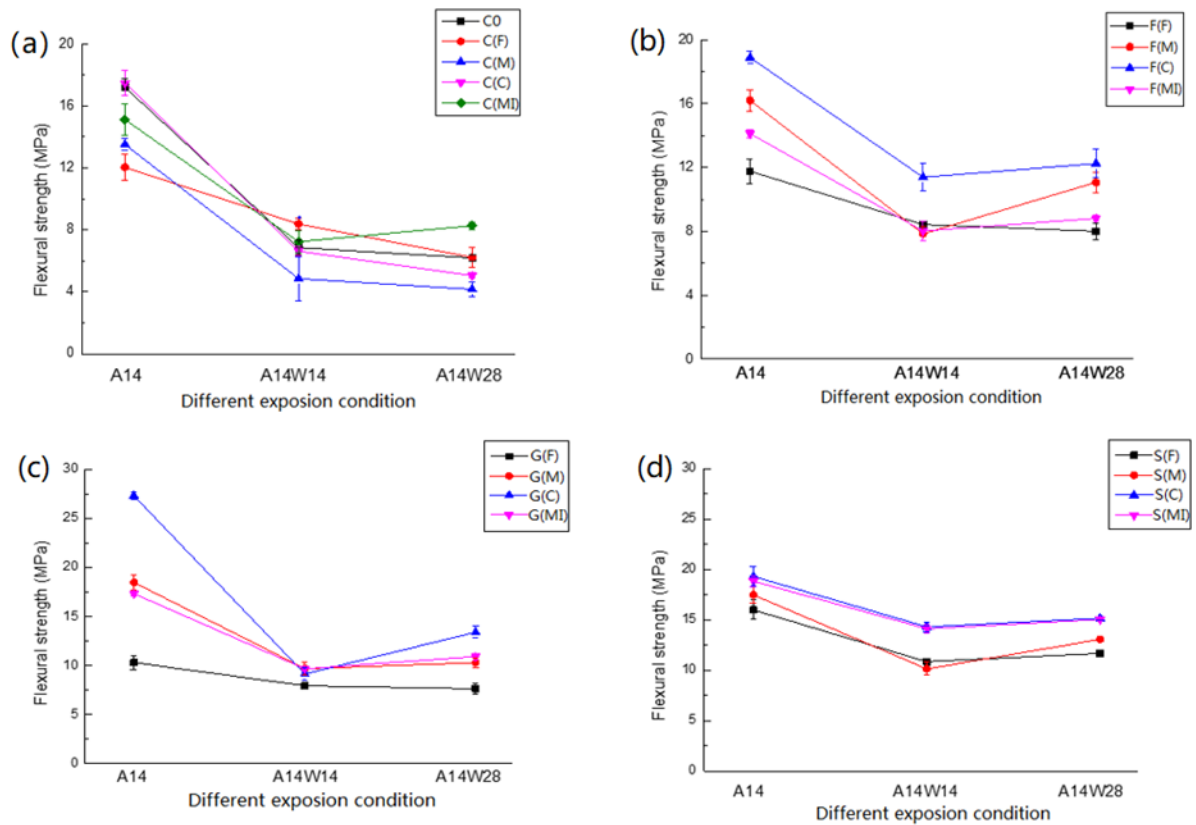 (a)
C0
C(F)
C(M)
C(C)
C(MI)
20
16
12
8
4
0
Flexural strength (MPa)
A14
A14W14
A14W28
Different exposion condition
(b)
F(F)
F(M)
F(C)
F(MI)
20
16
12
8
4
0
Flexural strength (MPa)
A14
A14W14
A14W28
Different exposion condition
(c)
G(F)
G(M)
G(C)
G(MI)
30
25
20
15
10
5
0
Flexural strength (MPa)
A14
A14W14
A14W28
Different exposion condition
(d)
S(F)
S(M)
S(C)
S(MI)
30
25
20
15
10
5
0
Flexural strength (MPa)
A14
A14W14
A14W28
Different exposion condition